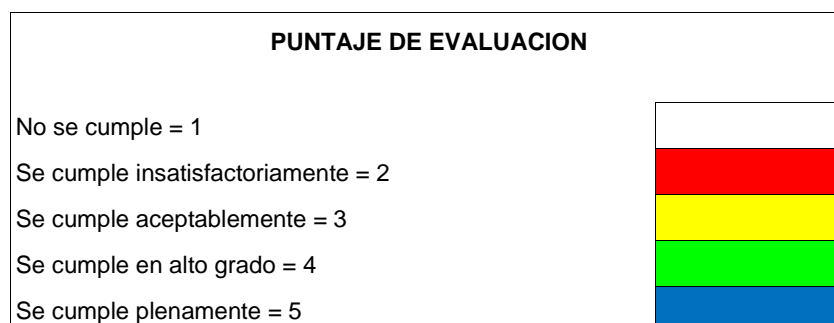 PUNTAJE DE EVALUACION
No se cumple = 1
Se cumple insatisfactoriamente = 2
Se cumple aceptablemente = 3
Se cumple en alto grado = 4
Se cumple plenamente = 5